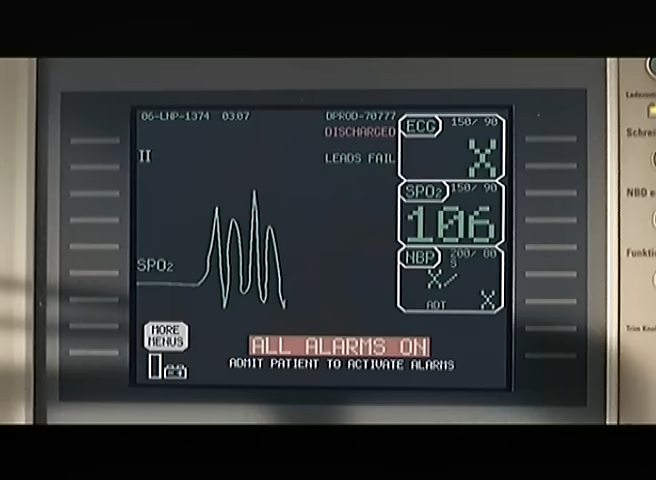 06-LNP-1374 03:07
DPROD-70777
DISCHARGED
LEADS FAIL
II
ECG 150/ 90
X
SPO2 150/ 90
106
NBP 200/ 80
S
X
ADT X
SPO2
MORE
MENUS
ALL ALARMS ON
ADMIT PATIENT TO ACTIVATE ALARMS
NBD